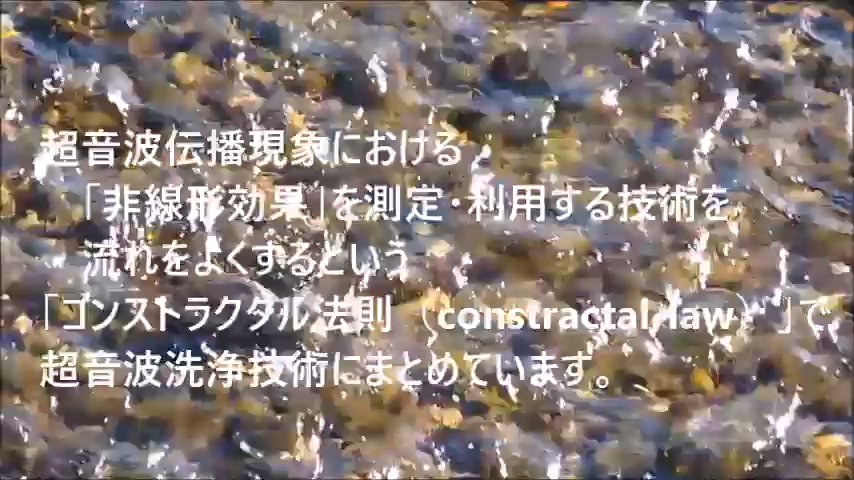 超音波伝播現象における
「非線形効果」を測定・利用する技術を
流れをよくするという
「コンストラクタル法則 (constractal law) 」で
超音波洗浄技術にまとめています。